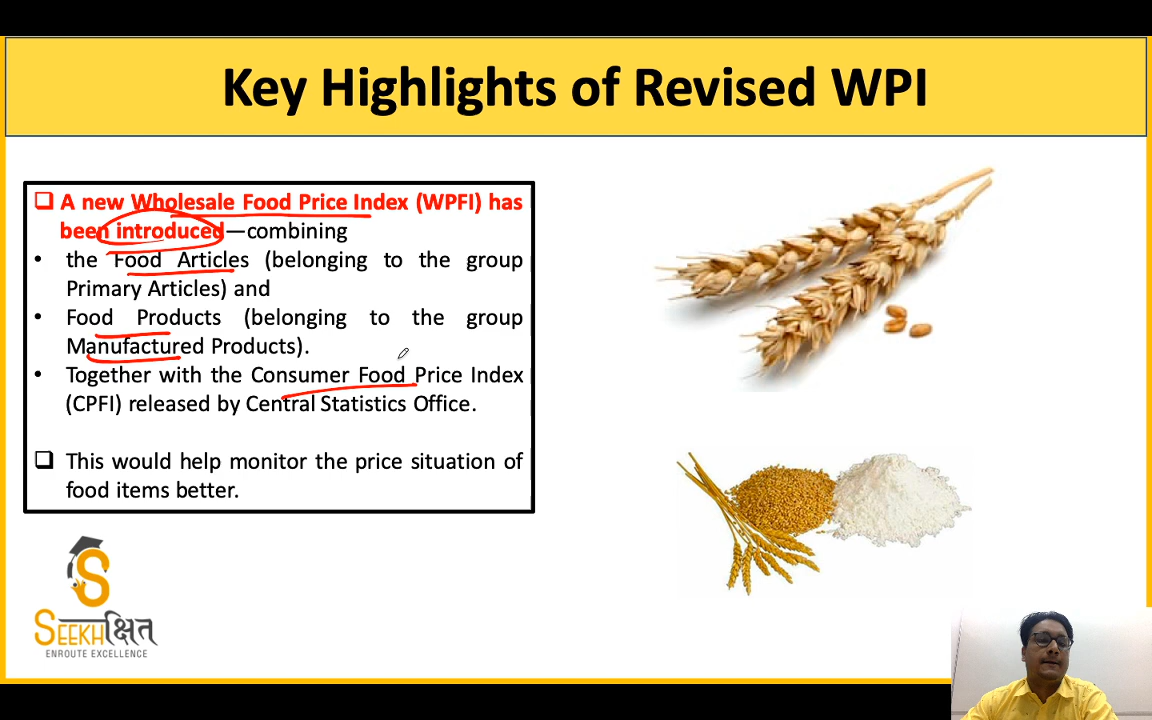 Key Highlights of Revised WPI
❑ A new Wholesale Food Price Index (WPFI) has
been introduced—combining
• the Food Articles (belonging to the group
Primary Articles) and
• Food Products (belonging to the group
Manufactured Products).
• Together with the Consumer Food Price Index
(CPFI) released by Central Statistics Office.
❑ This would help monitor the price situation of
food items better.
SEEKHक्षित
ENROUTE EXCELLENCE